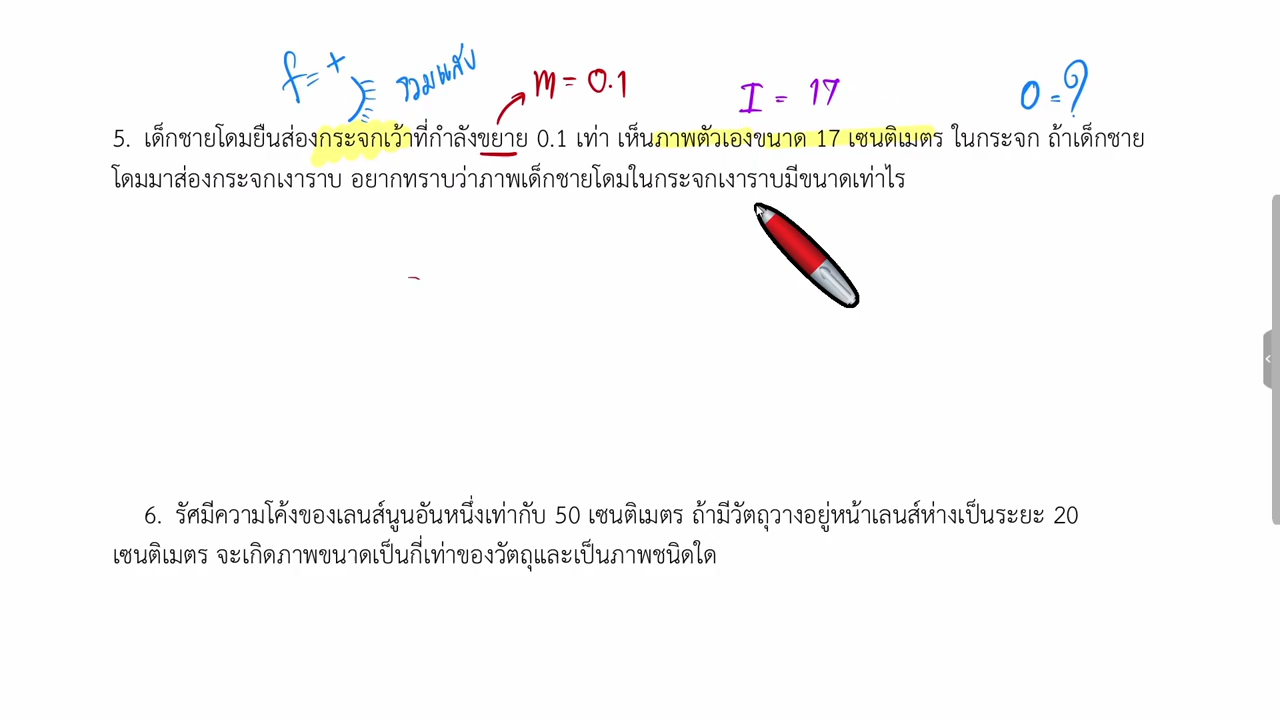 f = + รวมแสง m = 0.1 I = 17 O = ?
5. เด็กชายโดมยืนส่องกระจกเว้าที่กำลังขยาย 0.1 เท่า เห็นภาพตัวเองขนาด 17 เซนติเมตร ในกระจก ถ้าเด็กชาย
โดมมาส่องกระจกเงาราบ อยากทราบว่าภาพเด็กชายโดมในกระจกเงาราบมีขนาดเท่าไร
6. รัศมีความโค้งของเลนส์นูนอันหนึ่งเท่ากับ 50 เซนติเมตร ถ้ามีวัตถุวางอยู่หน้าเลนส์ห่างเป็นระยะ 20
เซนติเมตร จะเกิดภาพขนาดเป็นกี่เท่าของวัตถุและเป็นภาพชนิดใด